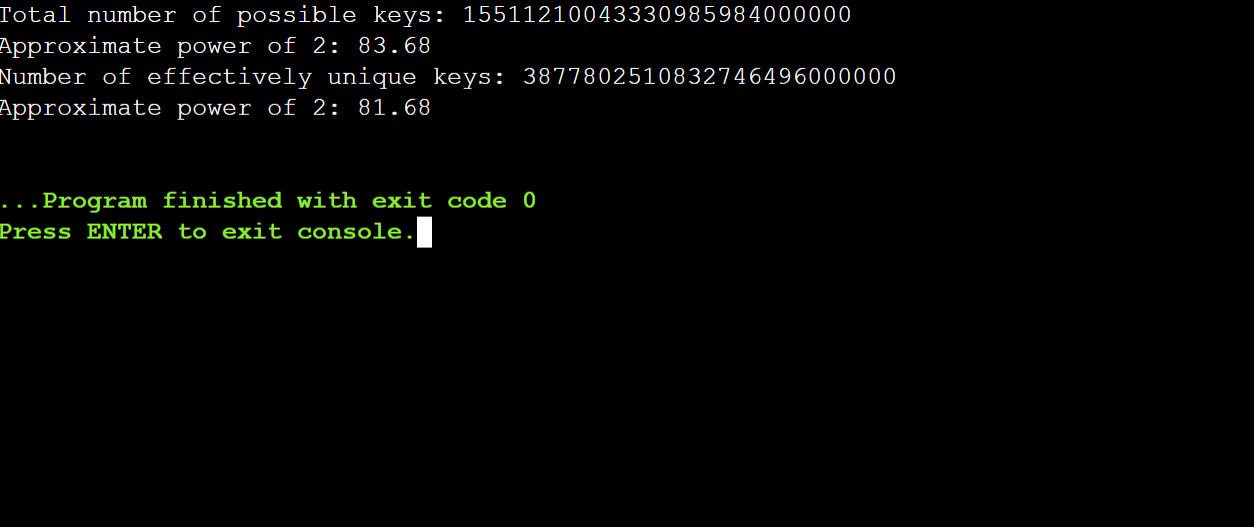 Total number of possible keys: 15511210043330985984000000
Approximate power of 2: 83.68
Number of effectively unique keys: 3877802510832746496000000
Approximate power of 2: 81.68
...Program finished with exit code 0
Press ENTER to exit console.